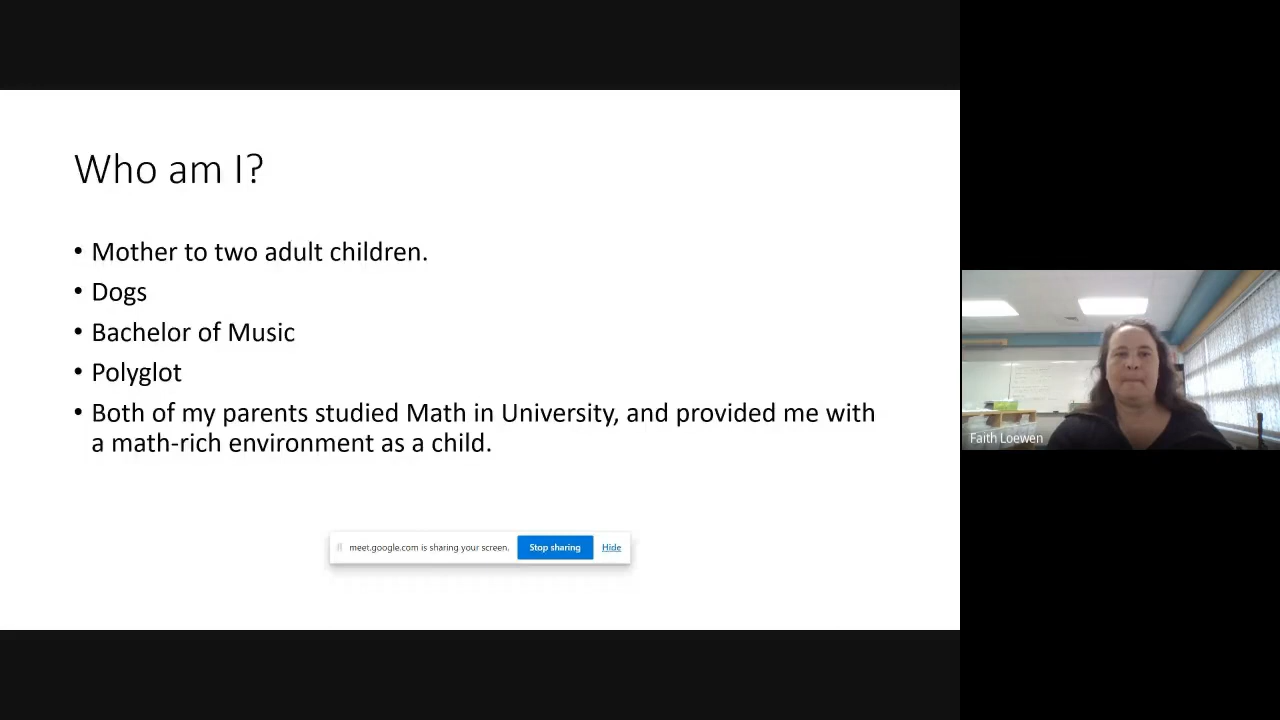 Who am I?
• Mother to two adult children.
• Dogs
• Bachelor of Music
• Polyglot
• Both of my parents studied Math in University, and provided me with
a math-rich environment as a child.
meet.google.com is sharing your screen. Stop sharing Hide
Faith Loewen